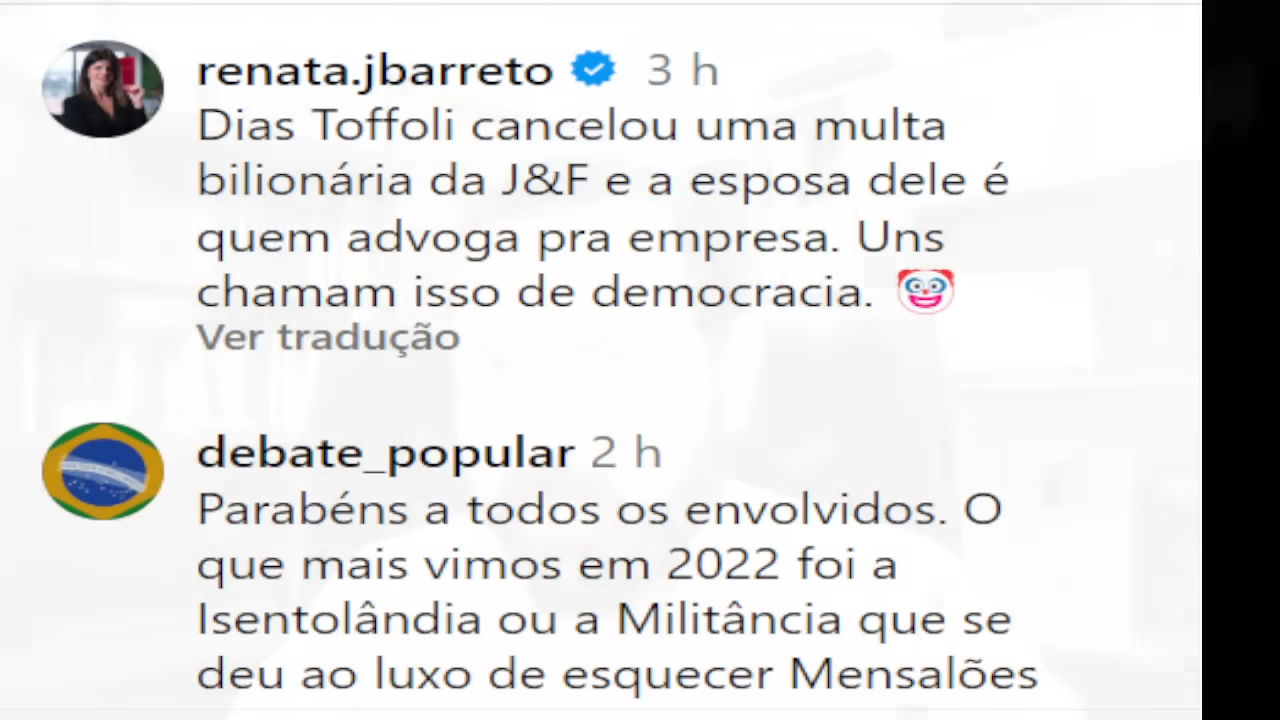 renata.jbarreto 3 h
Dias Toffoli cancelou uma multa
bilionária da J&F e a esposa dele é
quem advoga pra empresa. Uns
chamam isso de democracia. 🤡
Ver tradução
debate_popular 2 h
Parabéns a todos os envolvidos. O
que mais vimos em 2022 foi a
Isentolândia ou a Militância que se
deu ao luxo de esquecer Mensalões